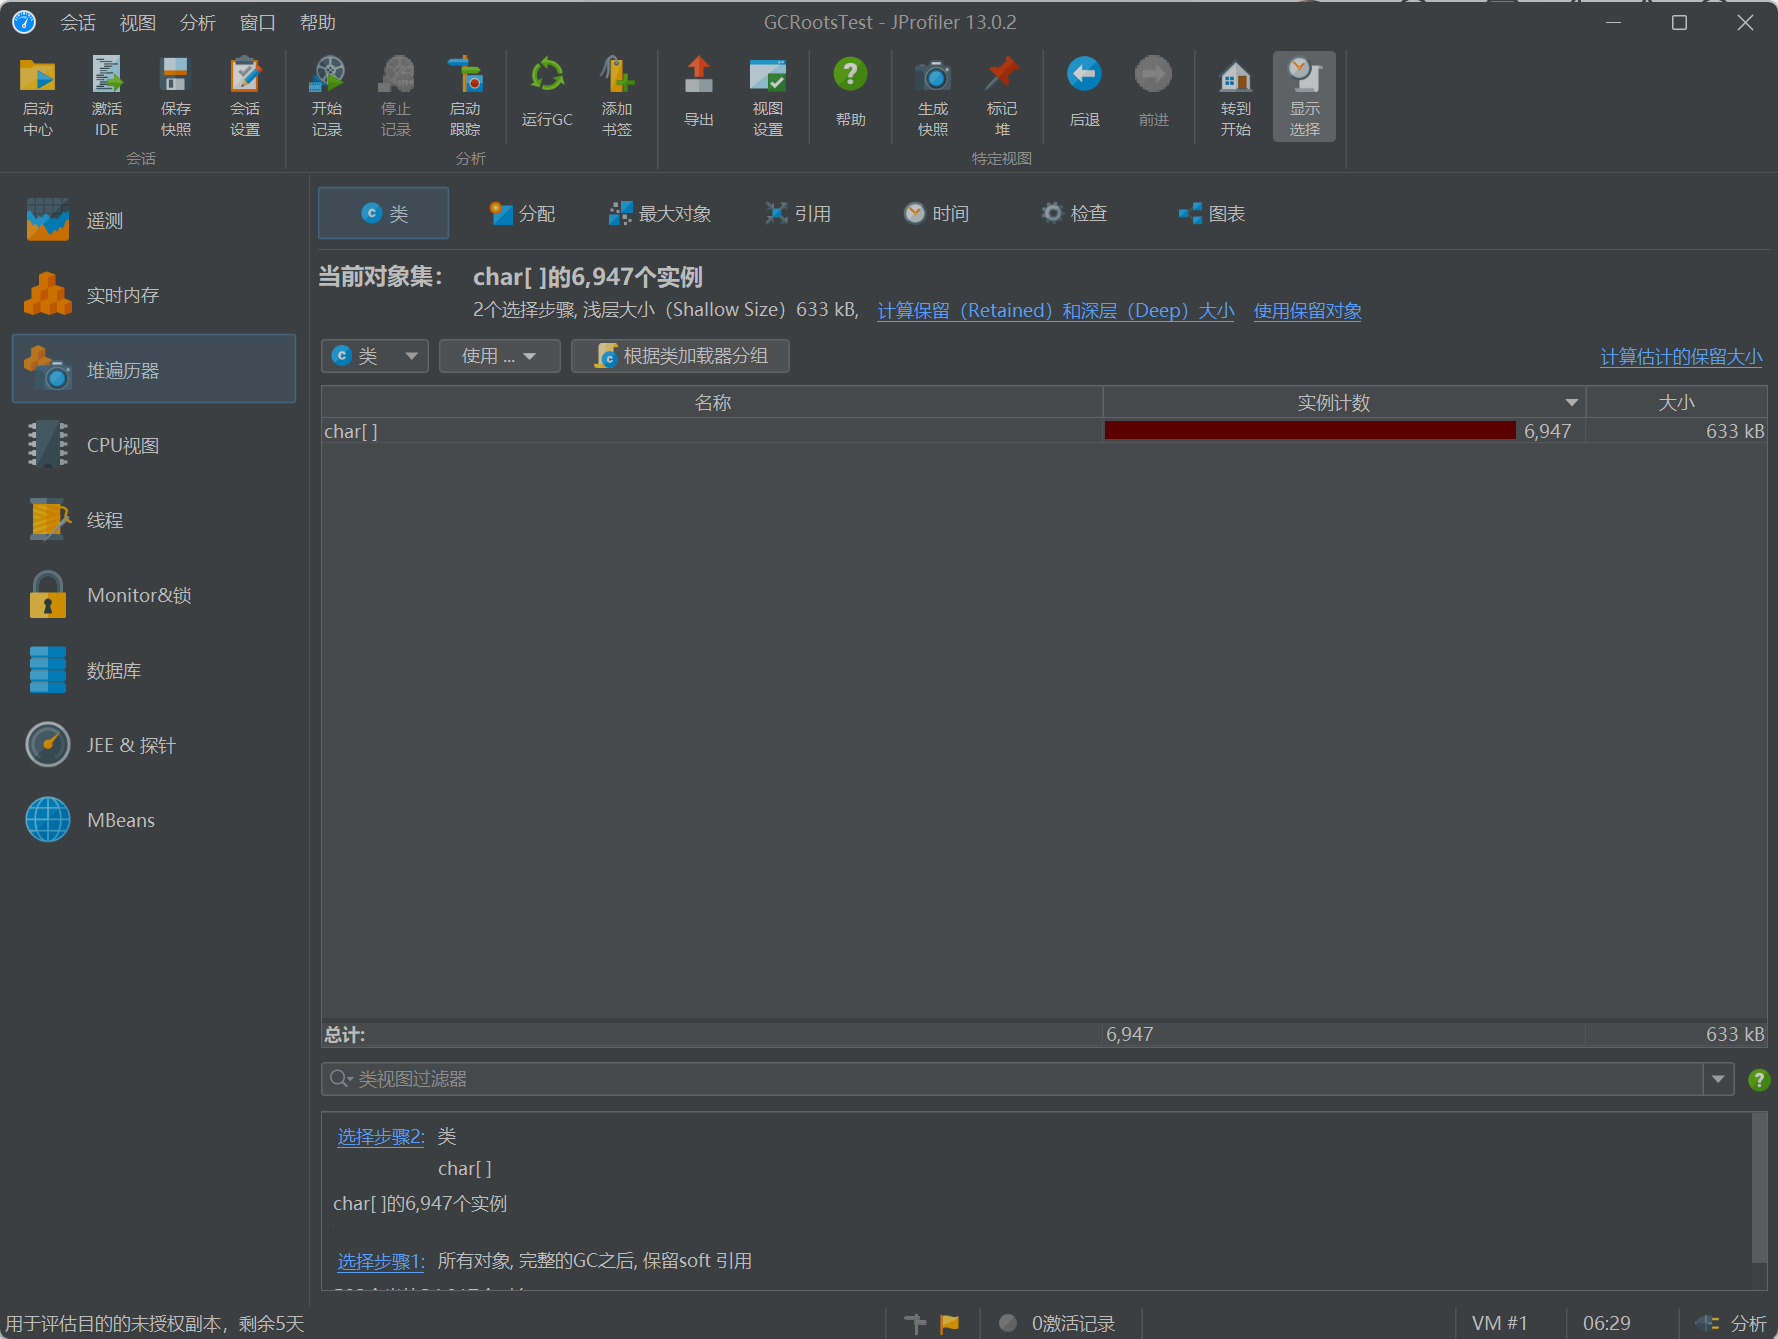 会话 视图 分析 窗口 帮助 GCRootsTest - JProfiler 13.0.2
启动中心 激活IDE 保存快照 会话设置 开始记录 停止记录 启动跟踪 运行GC 添加书签 导出 视图设置 帮助 生成快照 标记堆 后退 前进 转到开始 显示选择
会话 分析 特定视图
遥测
实时内存
堆遍历器
CPU视图
线程
Monitor&锁
数据库
JEE & 探针
MBeans
类 分配 最大对象 引用 时间 检查 图表
当前对象集: char[ ]的6,947个实例
2个选择步骤, 浅层大小（Shallow Size）633 kB, 计算保留（Retained）和深层（Deep）大小 使用保留对象
类 使用 ... 根据类加载器分组 计算估计的保留大小
名称 实例计数 大小
char[ ] 6,947 633 kB
总计: 6,947 633 kB
类视图过滤器
选择步骤2: 类
char[ ]
char[ ]的6,947个实例
选择步骤1: 所有对象, 完整的GC之后, 保留soft 引用
用于评估目的的未授权副本，剩余5天 0激活记录 VM #1 06:29 分析